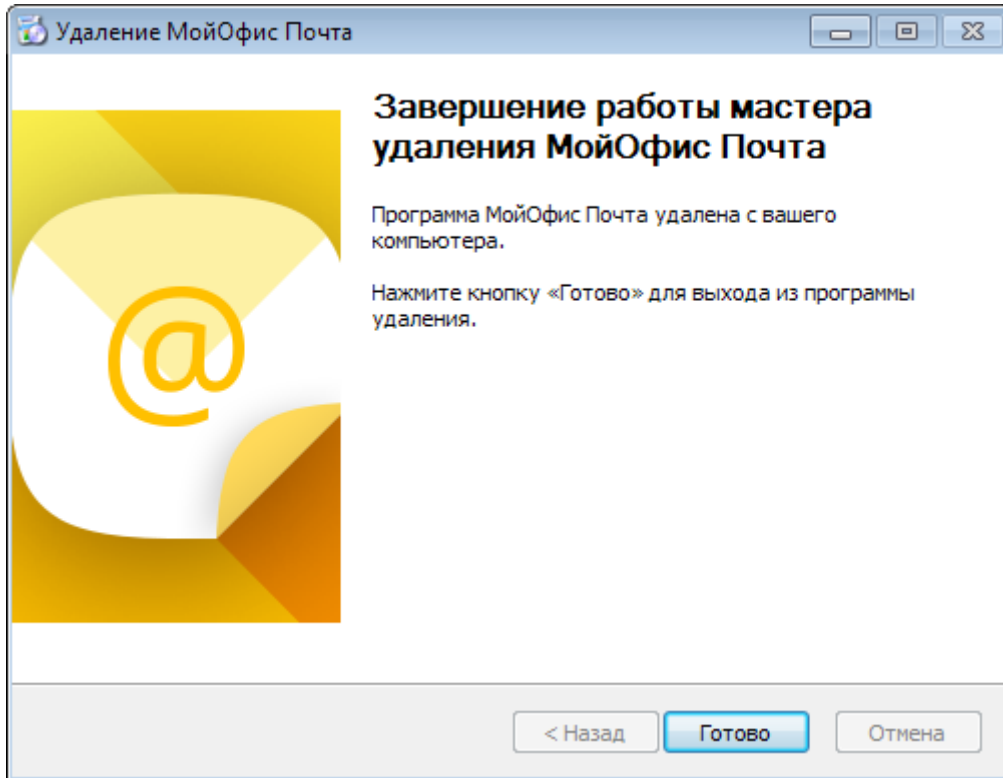 Удаление МойОфис Почта
Завершение работы мастера
удаления МойОфис Почта
Программа МойОфис Почта удалена с вашего
компьютера.
Нажмите кнопку «Готово» для выхода из программы
удаления.
@
< Назад
Готово
Отмена